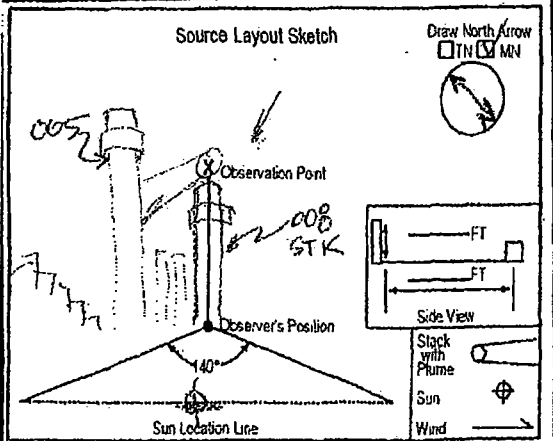 Source Layout Sketch
Draw North Arrow
TN MN
005
Observation Point
008
STK
FT
FT
Side View
Observer's Position
140°
Sun Location Line
Stack
with
Plume
Sun
Wind